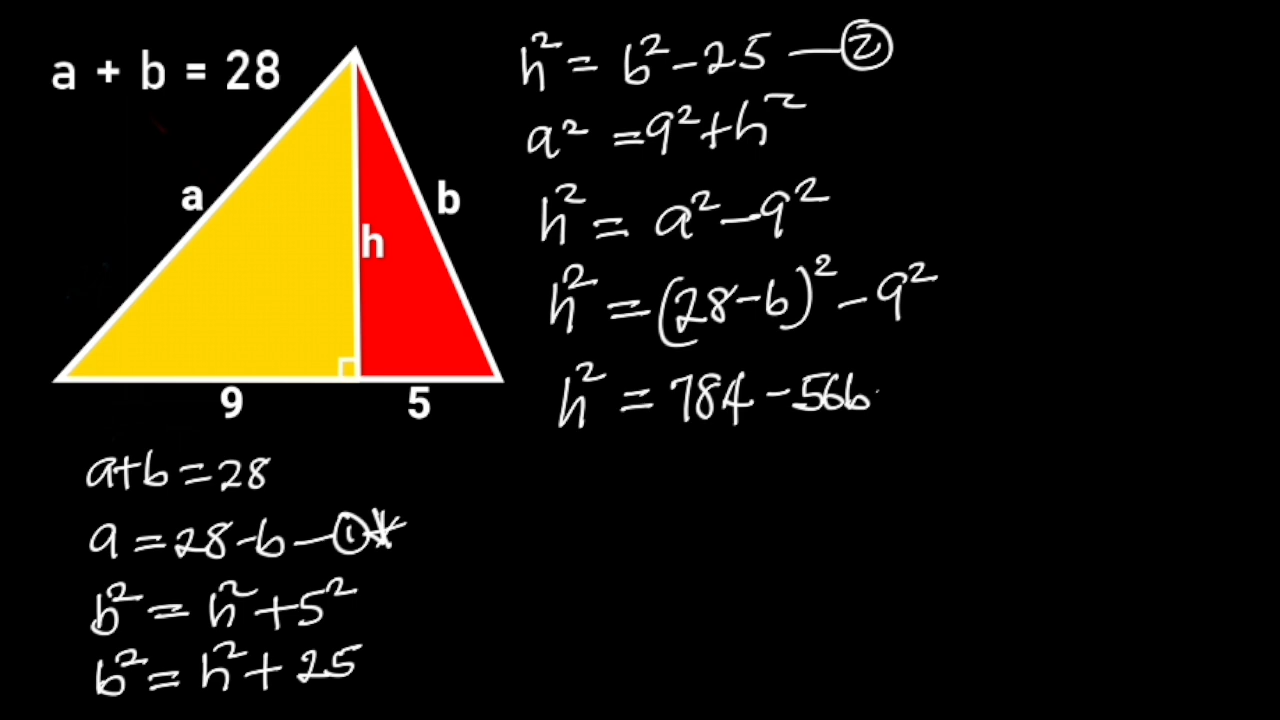 a + b = 28
a
b
h
9
5
a+b=28
a=28-b—①*
b²=h²+5²
b²=h²+25
h²=b²-25—②
a²=9²+h²
h²=a²-9²
h²=(28-b)²-9²
h²=784-56b